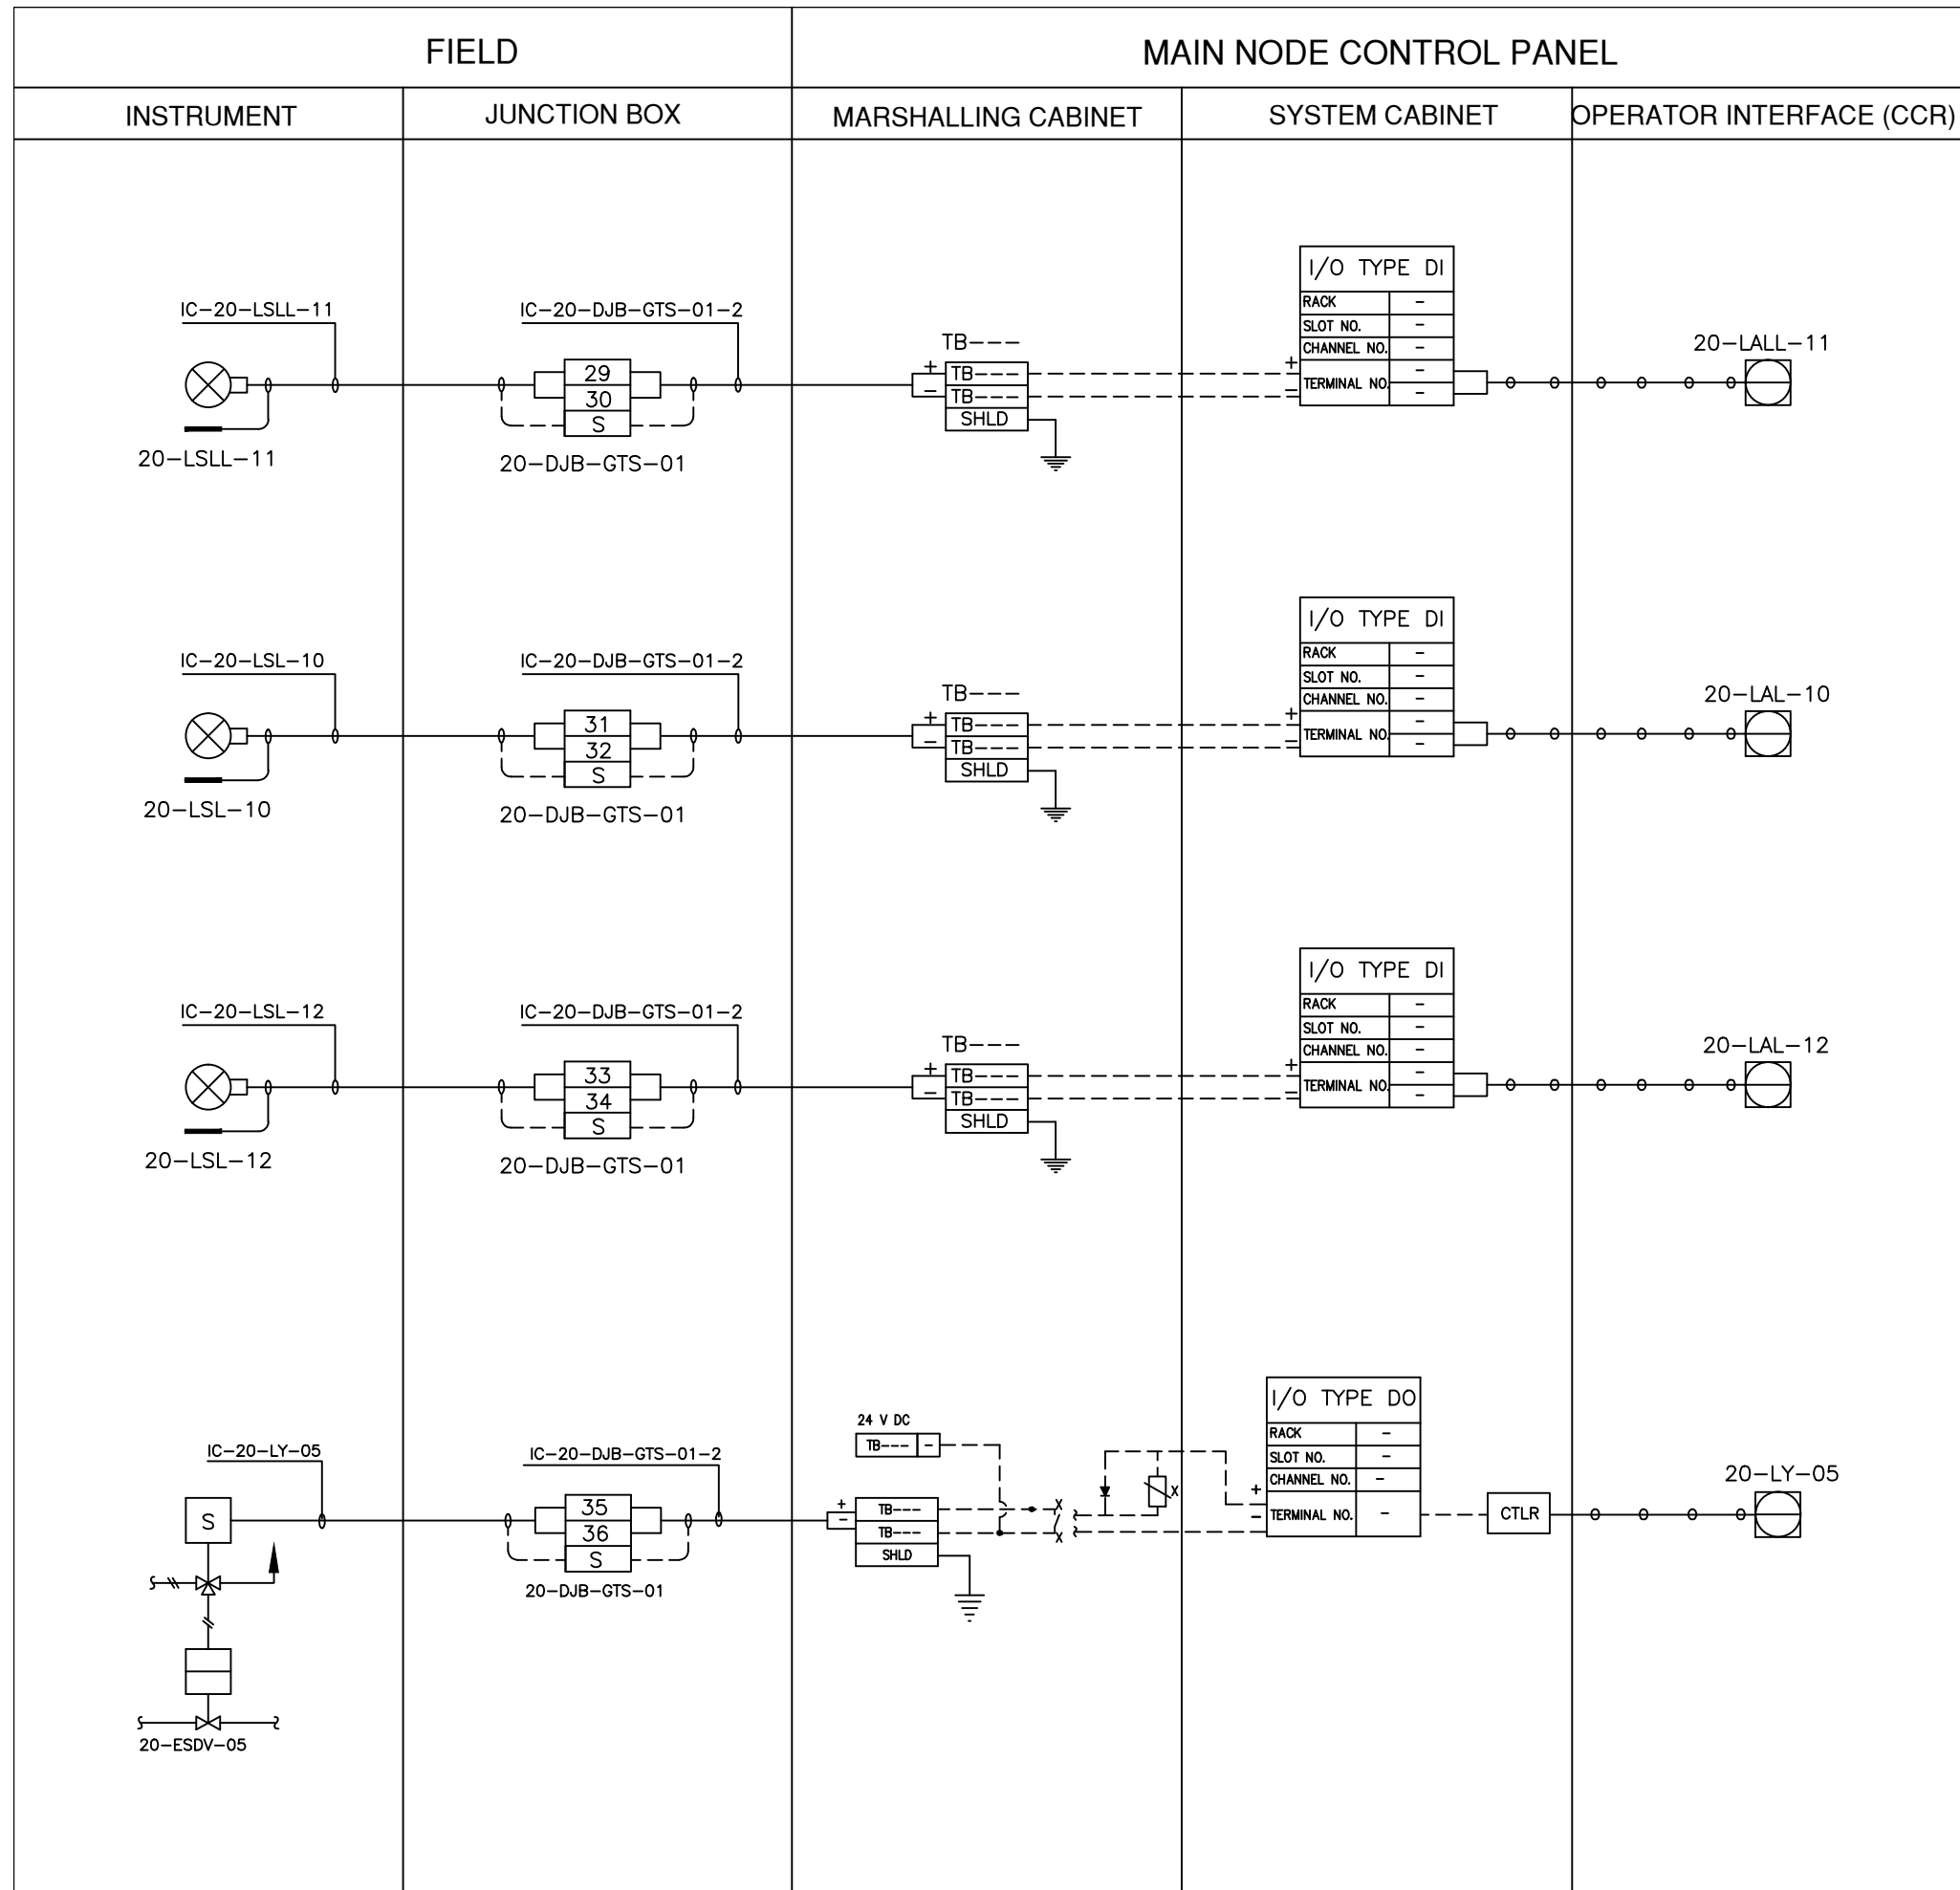 FIELD
MAIN NODE CONTROL PANEL
INSTRUMENT
JUNCTION BOX
MARSHALLING CABINET
SYSTEM CABINET
OPERATOR INTERFACE (CCR)
IC-20-LSLL-11
20-LSLL-11
IC-20-DJB-GTS-01-2
29
30
S
20-DJB-GTS-01
TB---
+ TB----
- TB----
SHLD
I/O TYPE DI
RACK -
SLOT NO. -
CHANNEL NO. -
+ -
TERMINAL NO.
- -
20-LALL-11
IC-20-LSL-10
20-LSL-10
IC-20-DJB-GTS-01-2
31
32
S
20-DJB-GTS-01
TB---
+ TB----
- TB----
SHLD
I/O TYPE DI
RACK -
SLOT NO. -
CHANNEL NO. -
+ -
TERMINAL NO.
- -
20-LAL-10
IC-20-LSL-12
20-LSL-12
IC-20-DJB-GTS-01-2
33
34
S
20-DJB-GTS-01
TB---
+ TB----
- TB----
SHLD
I/O TYPE DI
RACK -
SLOT NO. -
CHANNEL NO. -
+ -
TERMINAL NO.
- -
20-LAL-12
IC-20-LY-05
S
20-ESDV-05
IC-20-DJB-GTS-01-2
35
36
S
20-DJB-GTS-01
24 V DC
TB--- -
+ TB---
- TB---
SHLD
X
X
X
I/O TYPE DO
RACK -
SLOT NO. -
CHANNEL NO. -
+
- TERMINAL NO. -
CTLR
20-LY-05